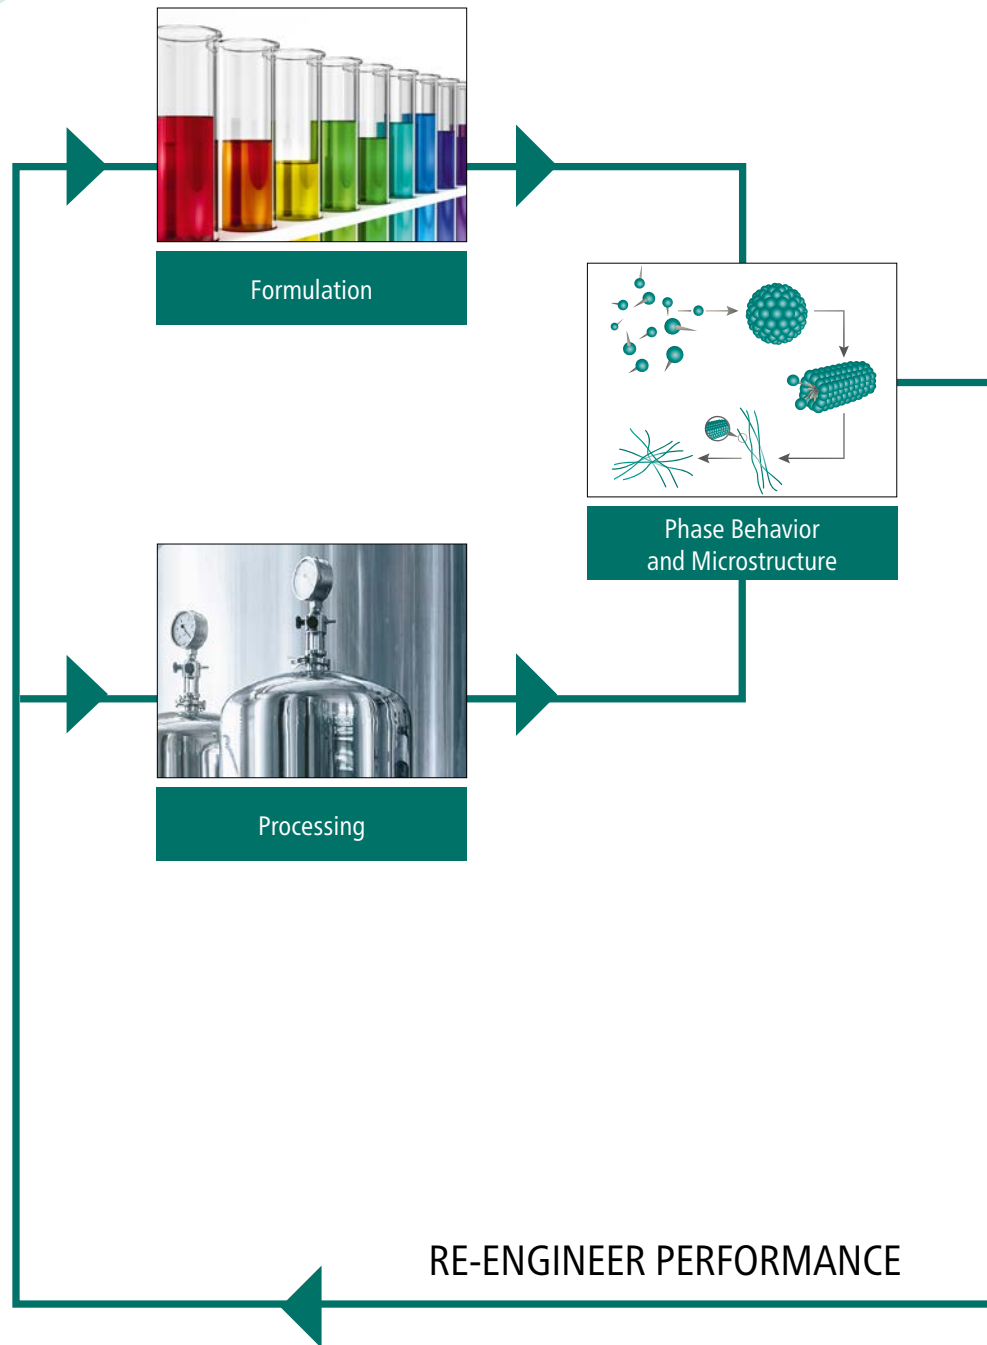 Formulation
Phase Behavior
and Microstructure
Processing
RE-ENGINEER PERFORMANCE